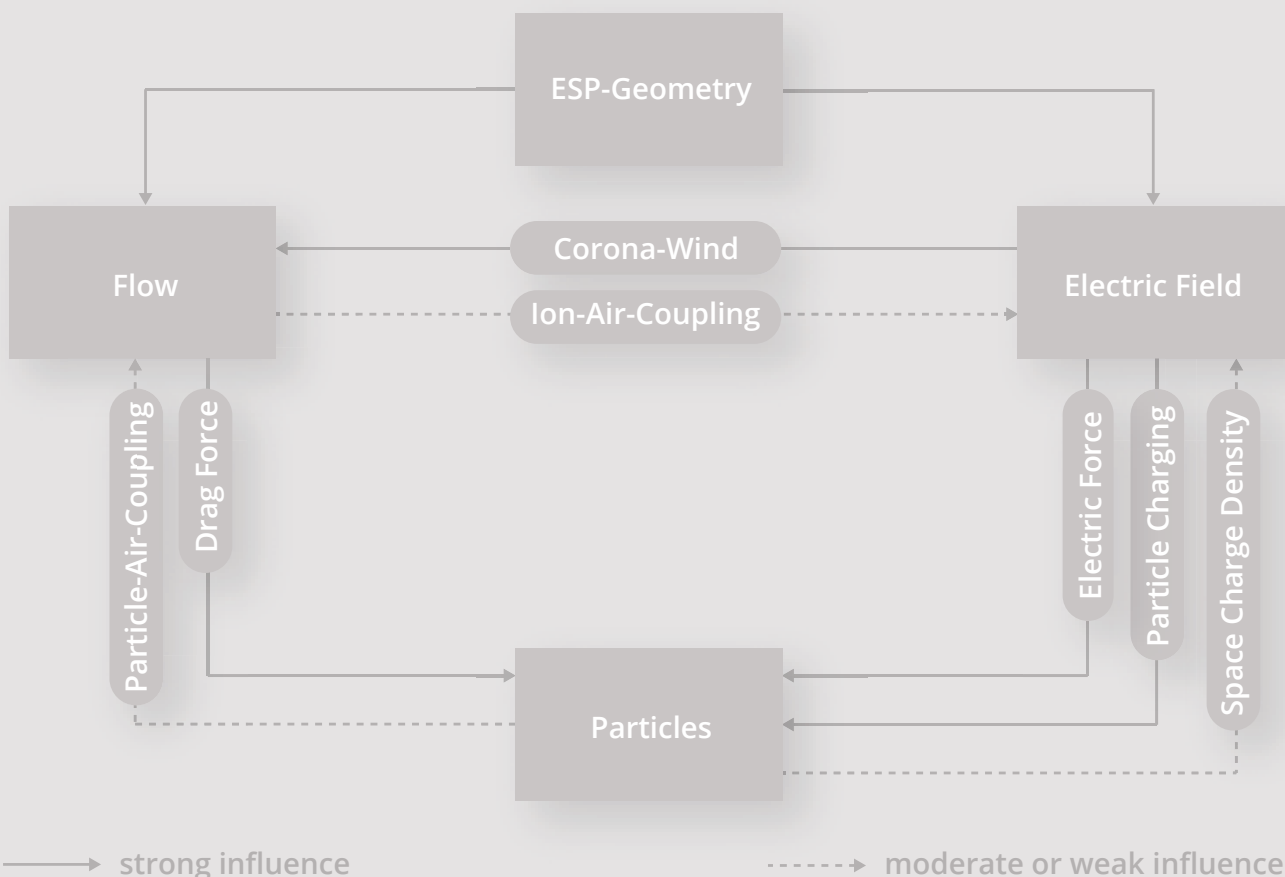 ESP-Geometry
Corona-Wind
Flow
Electric Field
Ion-Air-Coupling
Particle-Air-Coupling
Drag Force
Electric Force
Particle Charging
Space Charge Density
Particles
strong influence
moderate or weak influence